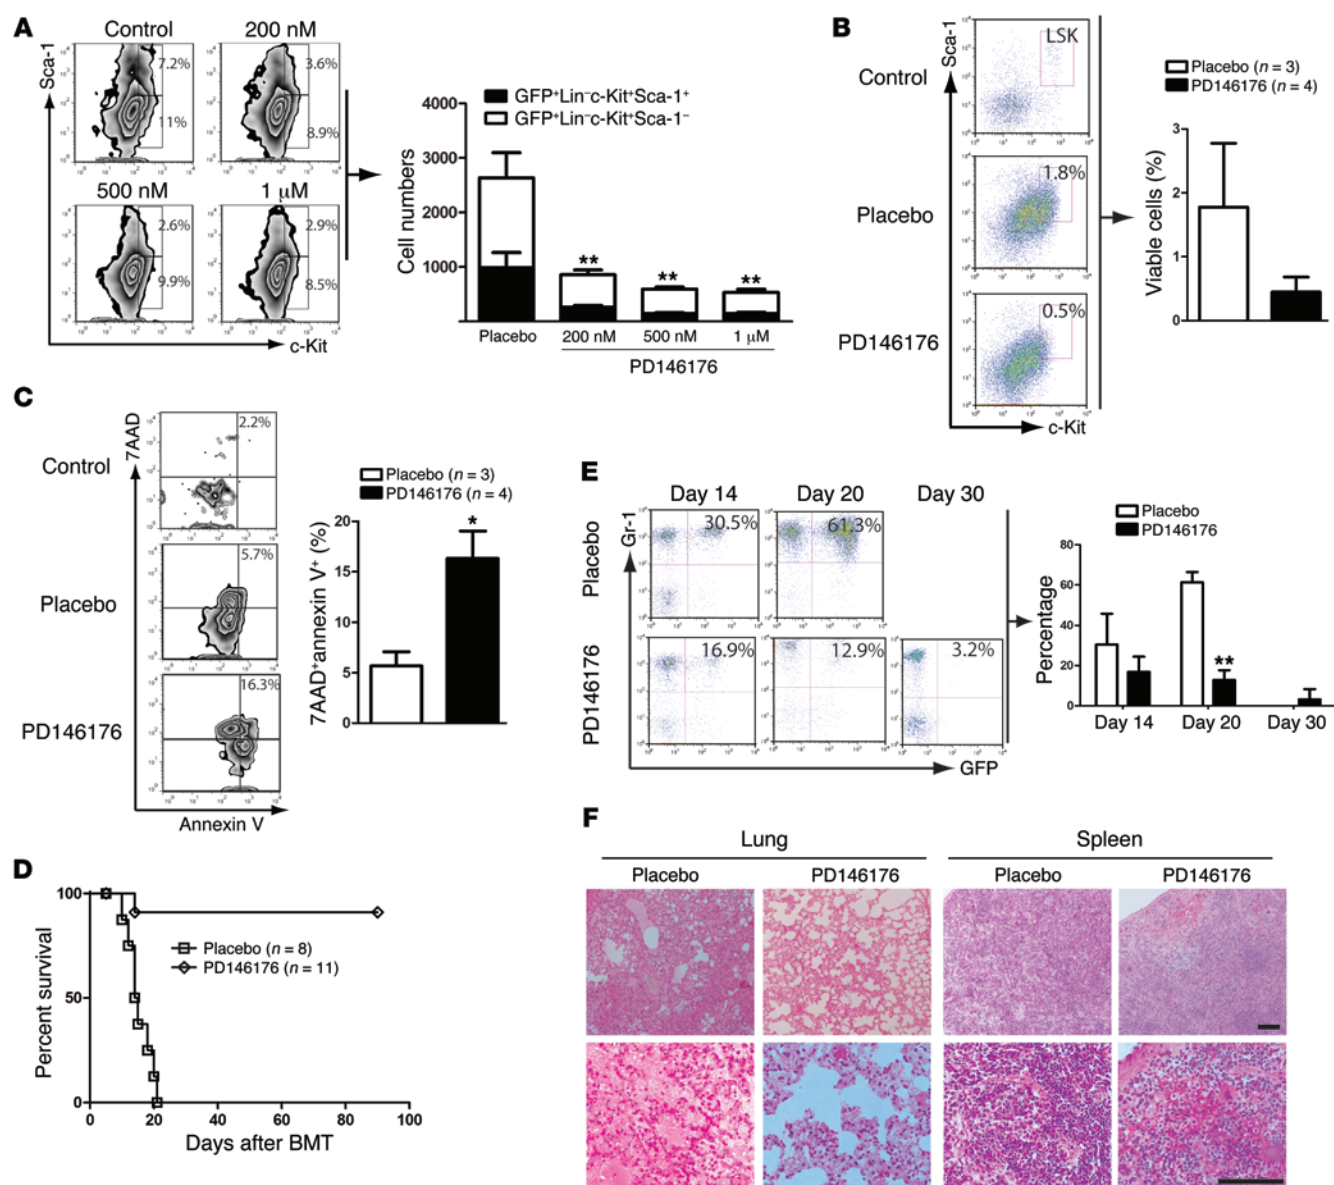 A
Control
200 nM
Sca-1
7.2%
11%
3.6%
8.9%
500 nM
1 μM
2.6%
9.9%
2.9%
8.5%
c-Kit
GFP⁺Lin⁻c-Kit⁺Sca-1⁺
GFP⁺Lin⁻c-Kit⁺Sca-1⁻
Cell numbers
4000
3000
2000
1000
** ** **
Placebo 200 nM 500 nM 1 μM
PD146176
B
Sca-1
Control
LSK
Placebo
1.8%
PD146176
0.5%
c-Kit
Placebo (n = 3)
PD146176 (n = 4)
Viable cells (%)
3
2
1
0
C
7AAD
Control
2.2%
Placebo
5.7%
PD146176
16.3%
Annexin V
Placebo (n = 3)
PD146176 (n = 4)
7AAD⁺annexin V⁺ (%)
20
15
10
5
0
*
E
Day 14 Day 20 Day 30
Gr-1
Placebo
30.5%
61.3%
PD146176
16.9%
12.9%
3.2%
GFP
Placebo
PD146176
Percentage
80
60
40
20
0
**
Day 14 Day 20 Day 30
D
Percent survival
100
50
0
Placebo (n = 8)
PD146176 (n = 11)
0 20 40 60 80 100
Days after BMT
F
Lung Spleen
Placebo PD146176 Placebo PD146176